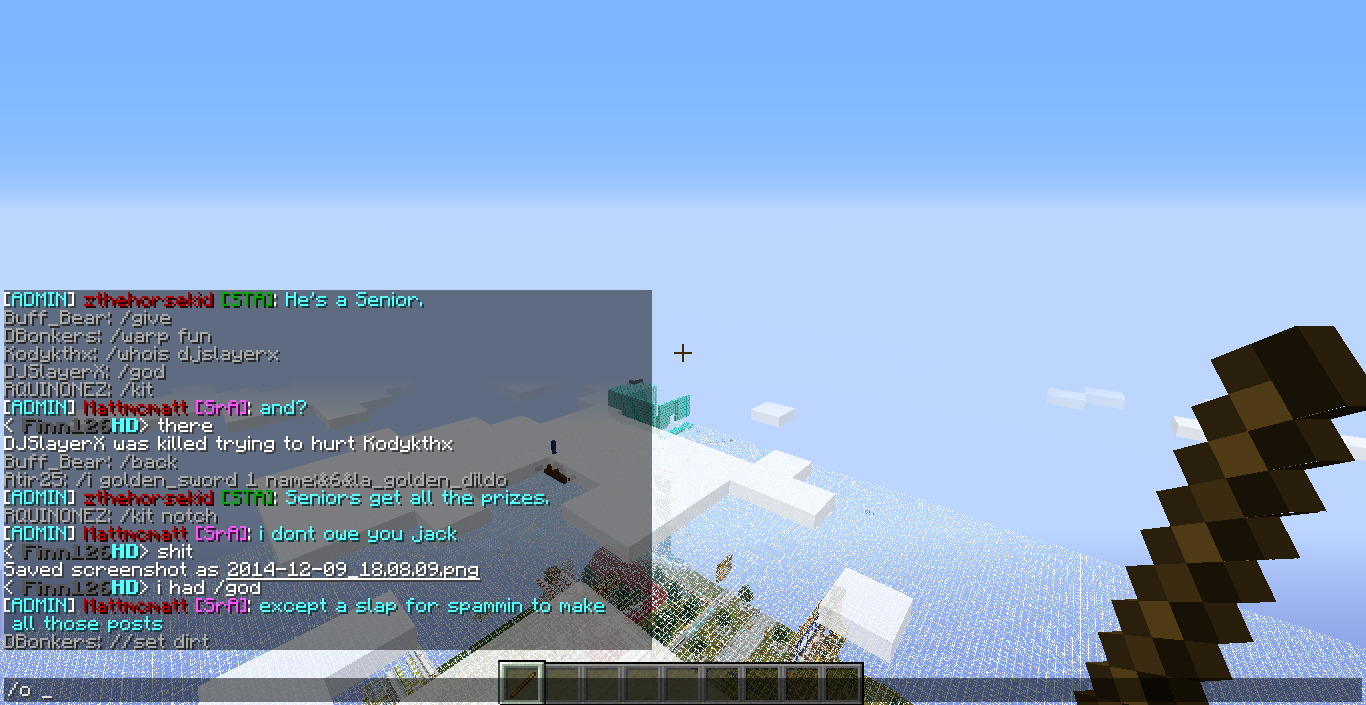 [ADMIN] zthehorsekid [STA]: He's a Senior.
Buff_Bear: /give
DBonkers: /warp fun
Kodykthx: /whois djslayerx
DJSlayerX: /god
RQUINONEZ: /kit
[ADMIN] Mattmcmatt [SrA]: and?
< Finn126HD> there
DJSlayerX was killed trying to hurt Kodykthx
Buff_Bear: /back
Atir25: /i golden_sword 1 name:&6&la_golden_dildo
[ADMIN] zthehorsekid [STA]: Seniors get all the prizes.
RQUINONEZ: /kit notch
[ADMIN] Mattmcmatt [SrA]: i dont owe you jack
< Finn126HD> shit
Saved screenshot as 2014-12-09_18.08.09.png
< Finn126HD> i had /god
[ADMIN] Mattmcmatt [SrA]: except a slap for spammin to make
all those posts
DBonkers: //set dirt
/o _